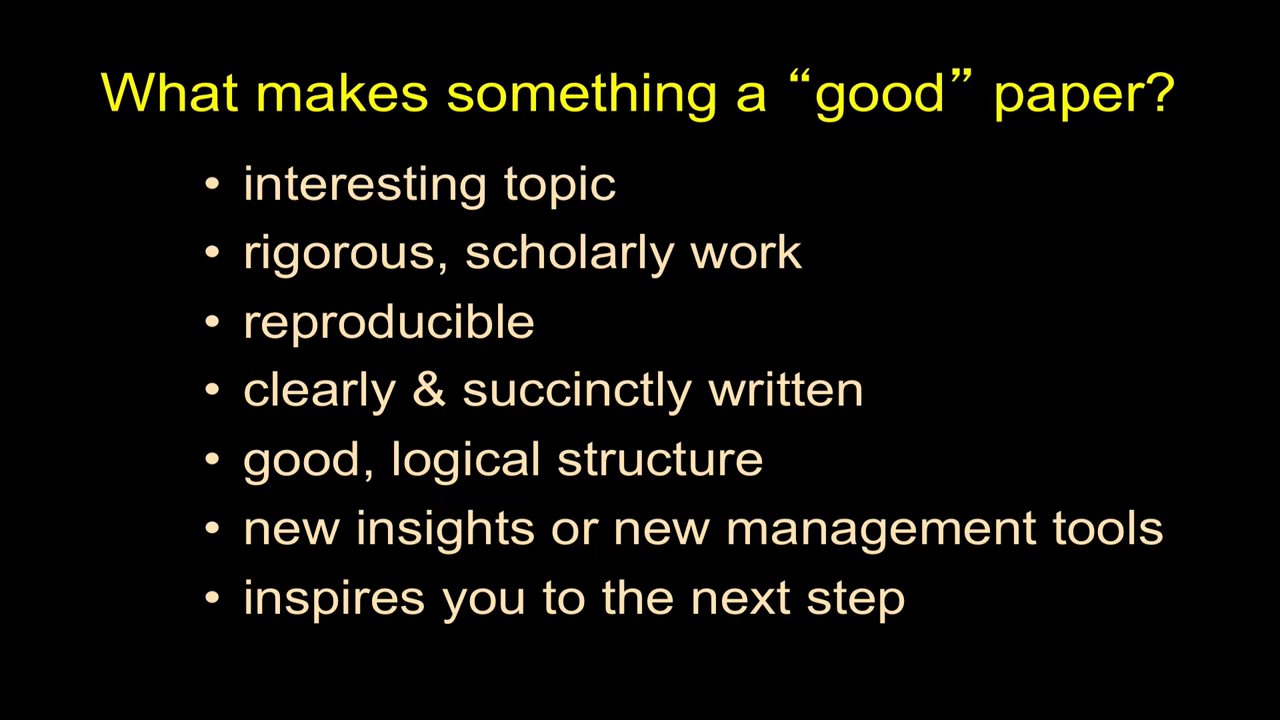 What makes something a “good” paper?
• interesting topic
• rigorous, scholarly work
• reproducible
• clearly & succinctly written
• good, logical structure
• new insights or new management tools
• inspires you to the next step